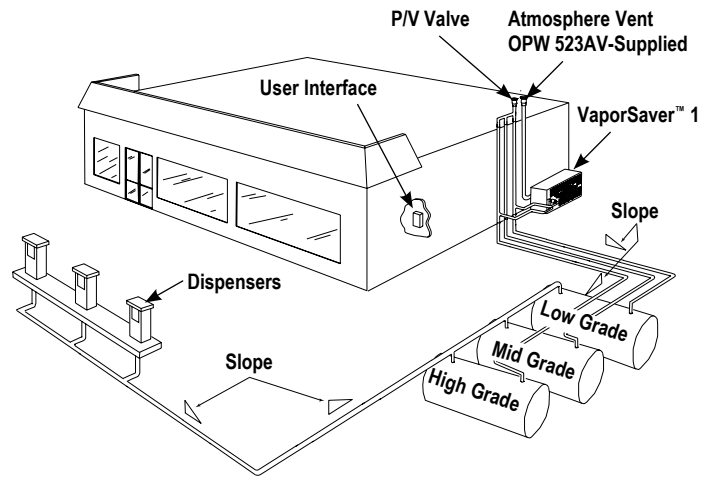 P/V Valve
Atmosphere Vent
OPW 523AV-Supplied
User Interface
VaporSaver™ 1
Slope
Dispensers
Low Grade
Mid Grade
High Grade
Slope